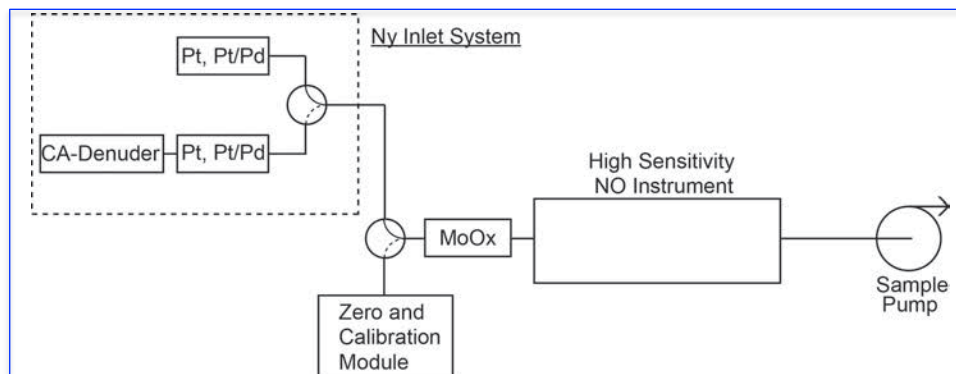 Ny Inlet System
Pt, Pt/Pd
CA-Denuder
Pt, Pt/Pd
High Sensitivity
NO Instrument
MoOx
Sample
Pump
Zero and
Calibration
Module